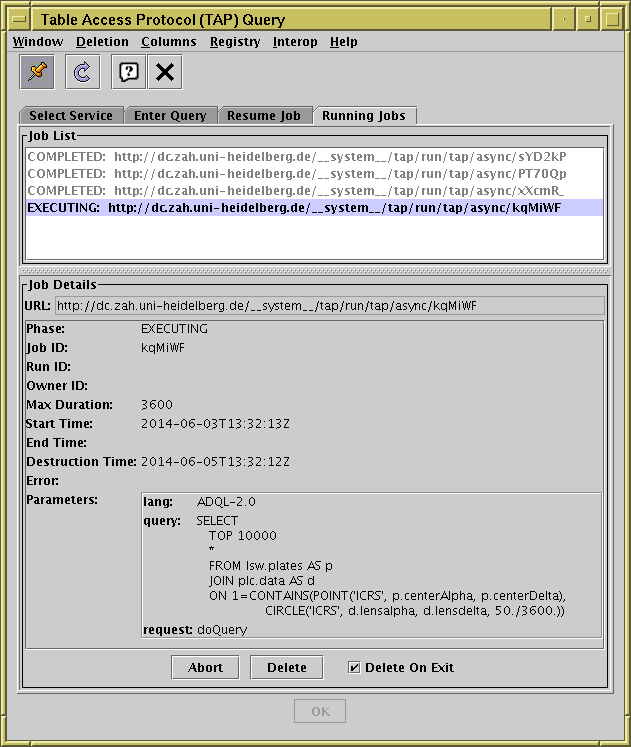 Table Access Protocol (TAP) Query
Window Deletion Columns Registry Interop Help
Select Service Enter Query Resume Job Running Jobs
Job List
COMPLETED: http://dc.zah.uni-heidelberg.de/__system__/tap/run/tap/async/sYD2kP
COMPLETED: http://dc.zah.uni-heidelberg.de/__system__/tap/run/tap/async/PT70Qp
COMPLETED: http://dc.zah.uni-heidelberg.de/__system__/tap/run/tap/async/xXcmR_
EXECUTING: http://dc.zah.uni-heidelberg.de/__system__/tap/run/tap/async/kqMiWF
Job Details
URL: http://dc.zah.uni-heidelberg.de/__system__/tap/run/tap/async/kqMiWF
Phase: EXECUTING
Job ID: kqMiWF
Run ID:
Owner ID:
Max Duration: 3600
Start Time: 2014-06-03T13:32:13Z
End Time:
Destruction Time: 2014-06-05T13:32:12Z
Error:
Parameters:
lang: ADQL-2.0
query: SELECT
TOP 10000
*
FROM lsw.plates AS p
JOIN plc.data AS d
ON 1=CONTAINS(POINT('ICRS', p.centerAlpha, p.centerDelta),
CIRCLE('ICRS', d.lensalpha, d.lensdelta, 50./3600.))
request: doQuery
Abort Delete Delete On Exit
OK